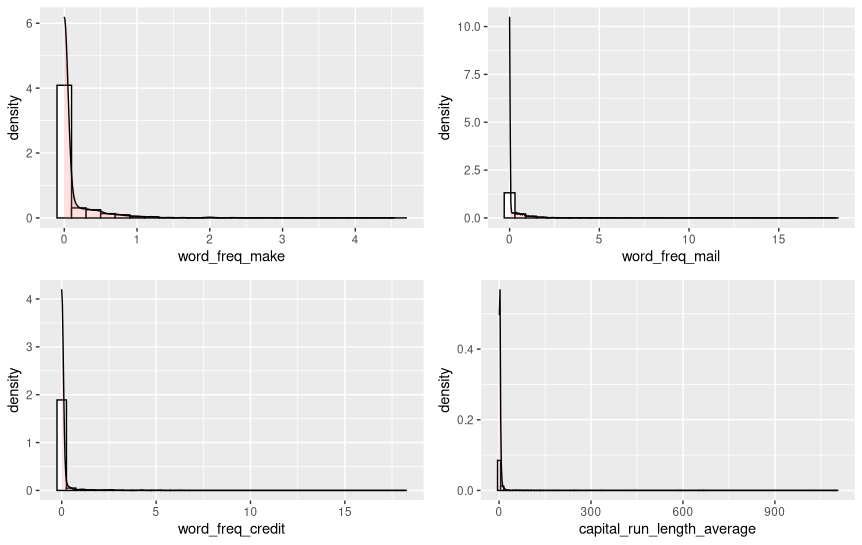 density
6
4
2
0
0 1 2 3 4
word_freq_make
density
10.0
7.5
5.0
2.5
0.0
0 5 10 15
word_freq_mail
density
4
3
2
1
0
0 5 10 15
word_freq_credit
density
0.4
0.2
0.0
0 300 600 900
capital_run_length_average